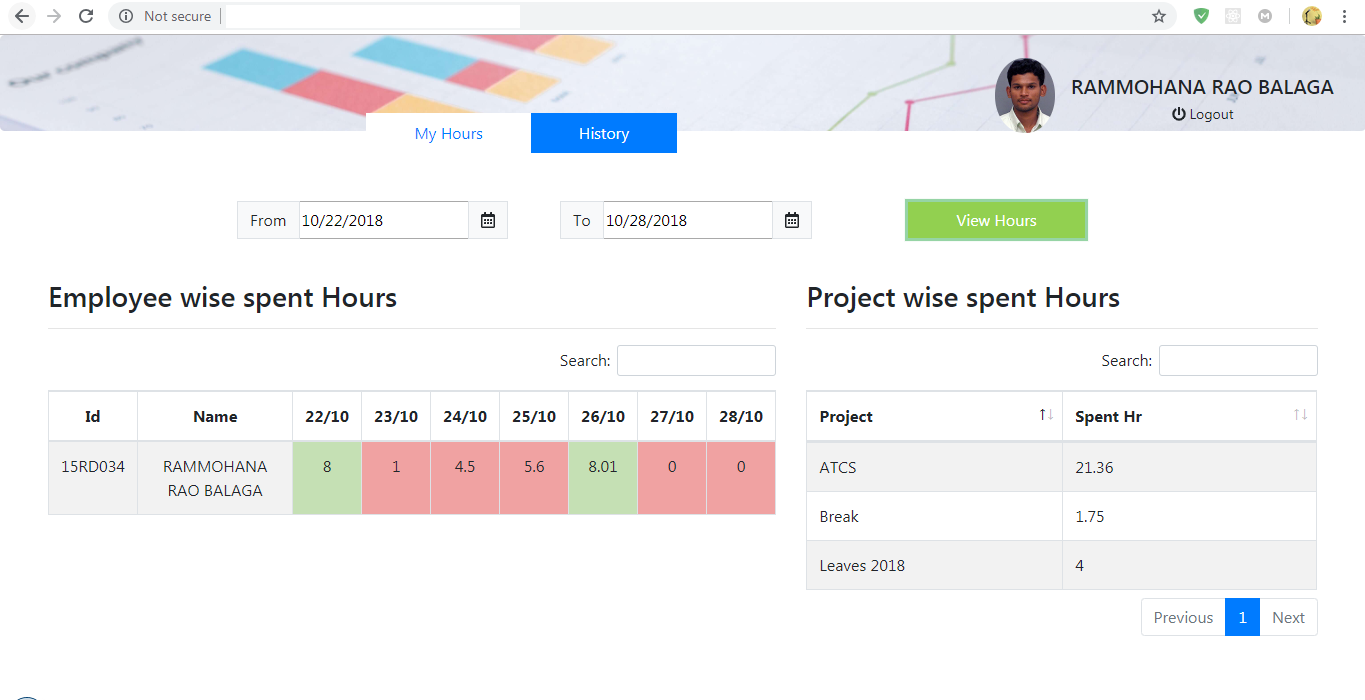 Not secure
RAMMOHANA RAO BALAGA
Logout
My Hours
History
From 10/22/2018
To 10/28/2018
View Hours
Employee wise spent Hours
Project wise spent Hours
Search:
Search:
Id Name 22/10 23/10 24/10 25/10 26/10 27/10 28/10
15RD034 RAMMOHANA 8 1 4.5 5.6 8.01 0 0
RAO BALAGA
Project Spent Hr
ATCS 21.36
Break 1.75
Leaves 2018 4
Previous 1 Next